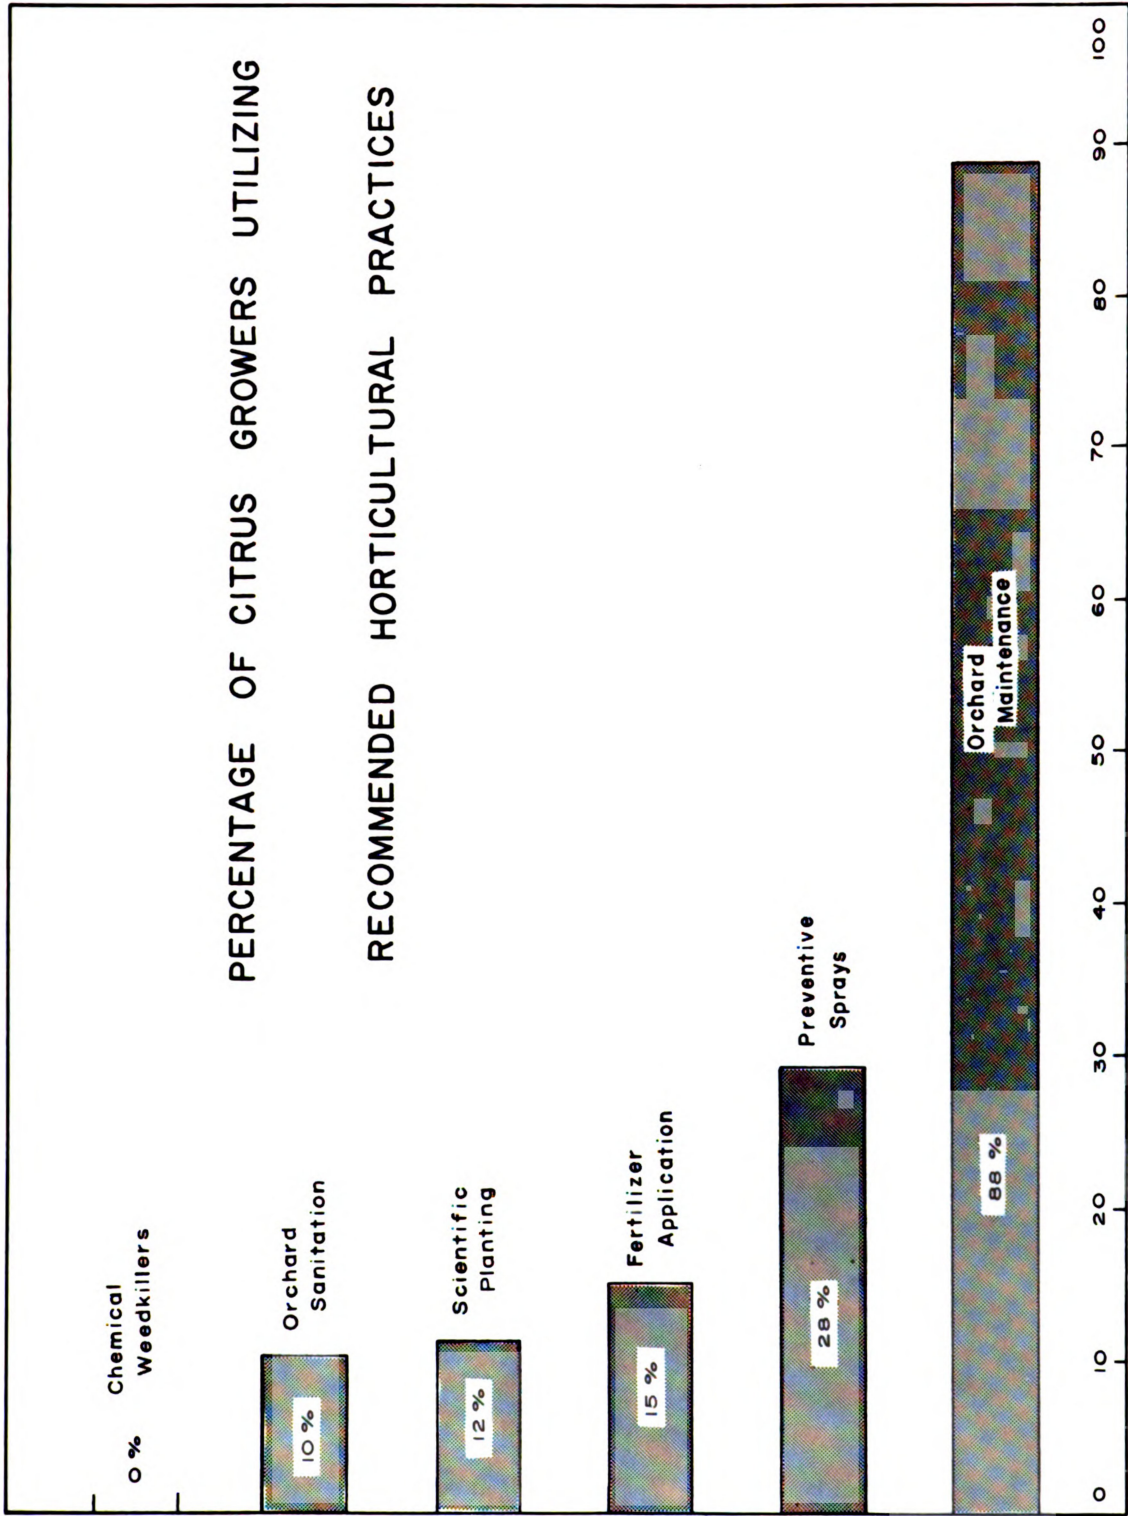 PERCENTAGE OF CITRUS GROWERS UTILIZING
RECOMMENDED HORTICULTURAL PRACTICES
Chemical
Weedkillers
0 %
Orchard
Sanitation
10 %
Scientific
Planting
12 %
Fertilizer
Application
15 %
Preventive
Sprays
28 %
Orchard
Maintenance
88 %
0 10 20 30 40 50 60 70 80 90 100